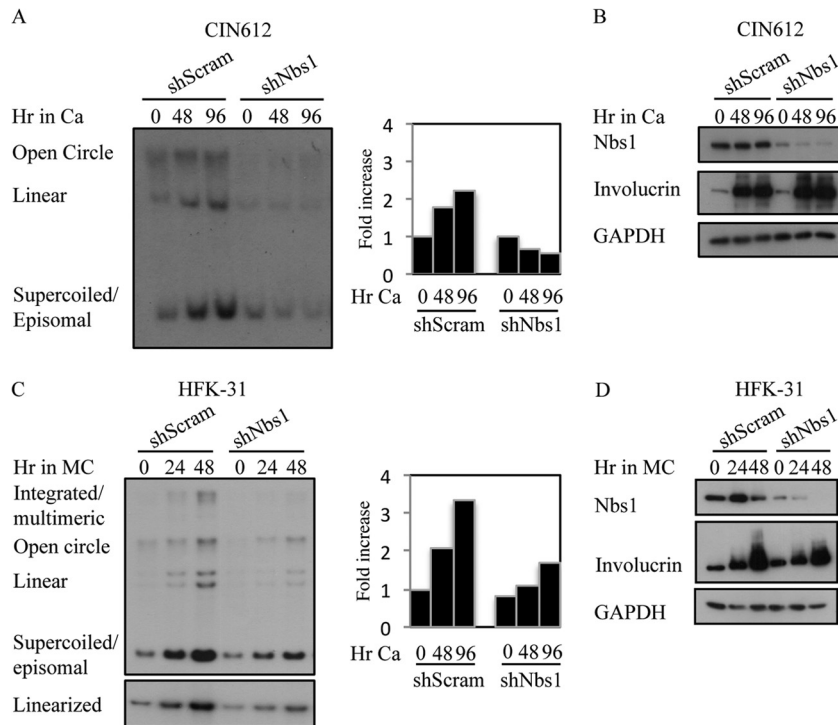 A
CIN612
shScram shNbs1
Hr in Ca 0 48 96 0 48 96
Open Circle
Linear
Supercoiled/
Episomal
Fold increase
4
3
2
1
0
Hr Ca 0 48 96 0 48 96
shScram shNbs1
B
CIN612
shScram shNbs1
Hr in Ca 0 48 96 0 48 96
Nbs1
Involucrin
GAPDH
C
HFK-31
shScram shNbs1
Hr in MC 0 24 48 0 24 48
Integrated/
multimeric
Open circle
Linear
Supercoiled/
episomal
Linearized
Fold increase
4
3
2
1
0
Hr Ca 0 48 96 0 48 96
shScram shNbs1
D
HFK-31
shScram shNbs1
Hr in MC 0 24 48 0 24 48
Nbs1
Involucrin
GAPDH